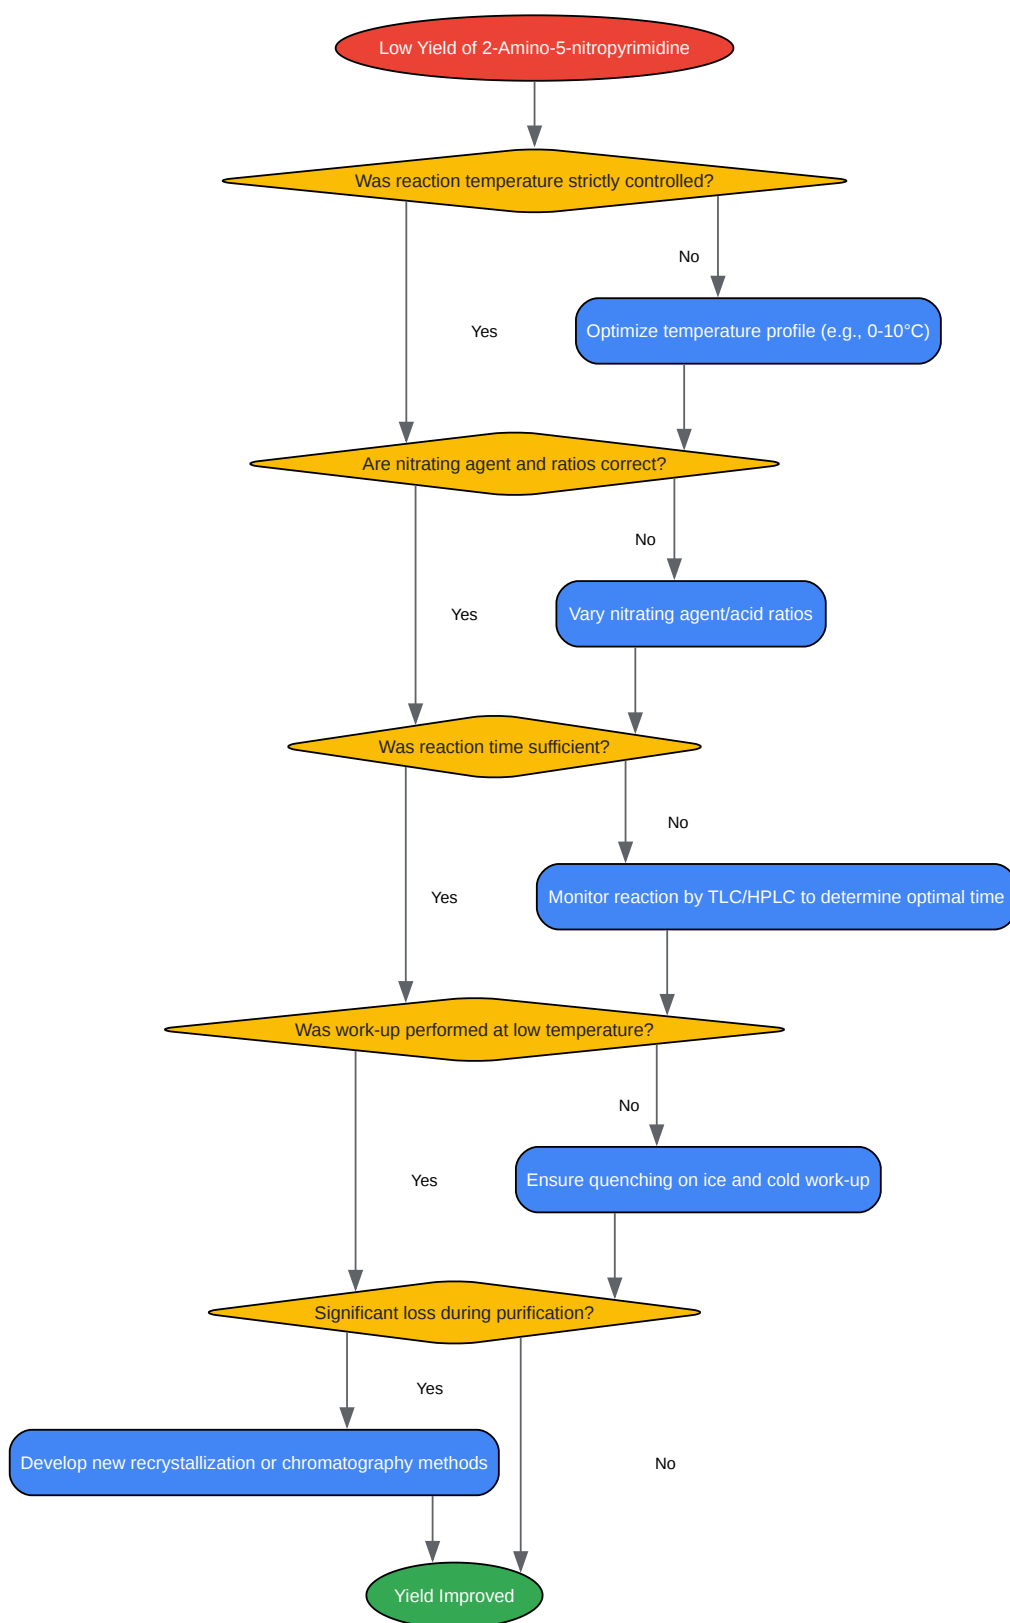 Low Yield of 2-Amino-5-nitropyrimidine
Was reaction temperature strictly controlled?
No
Yes
Optimize temperature profile (e.g., 0-10°C)
Are nitrating agent and ratios correct?
No
Yes
Vary nitrating agent/acid ratios
Was reaction time sufficient?
No
Yes
Monitor reaction by TLC/HPLC to determine optimal time
Was work-up performed at low temperature?
No
Yes
Ensure quenching on ice and cold work-up
Significant loss during purification?
Yes
Develop new recrystallization or chromatography methods
No
Yield Improved